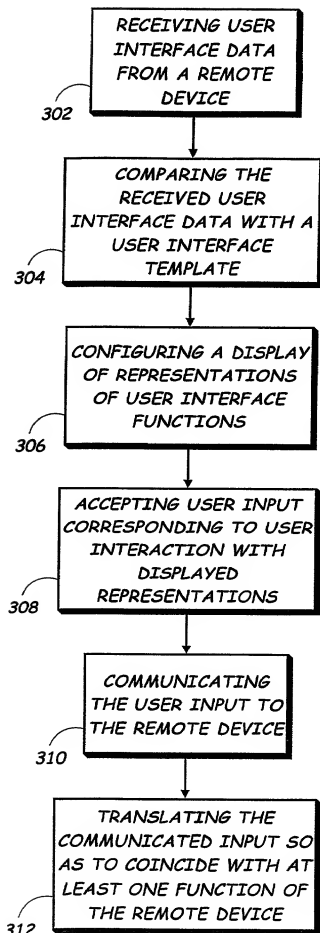 RECEIVING USER
INTERFACE DATA
FROM A REMOTE
DEVICE
302
COMPARING THE
RECEIVED USER
INTERFACE DATA WITH A
USER INTERFACE
TEMPLATE
304
CONFIGURING A DISPLAY
OF REPRESENTATIONS
OF USER INTERFACE
FUNCTIONS
306
ACCEPTING USER INPUT
CORRESPONDING TO USER
INTERACTION WITH
DISPLAYED
REPRESENTATIONS
308
COMMUNICATING
THE USER INPUT TO
THE REMOTE DEVICE
310
TRANSLATING THE
COMMUNICATED INPUT SO
AS TO COINCIDE WITH AT
LEAST ONE FUNCTION OF
THE REMOTE DEVICE
312